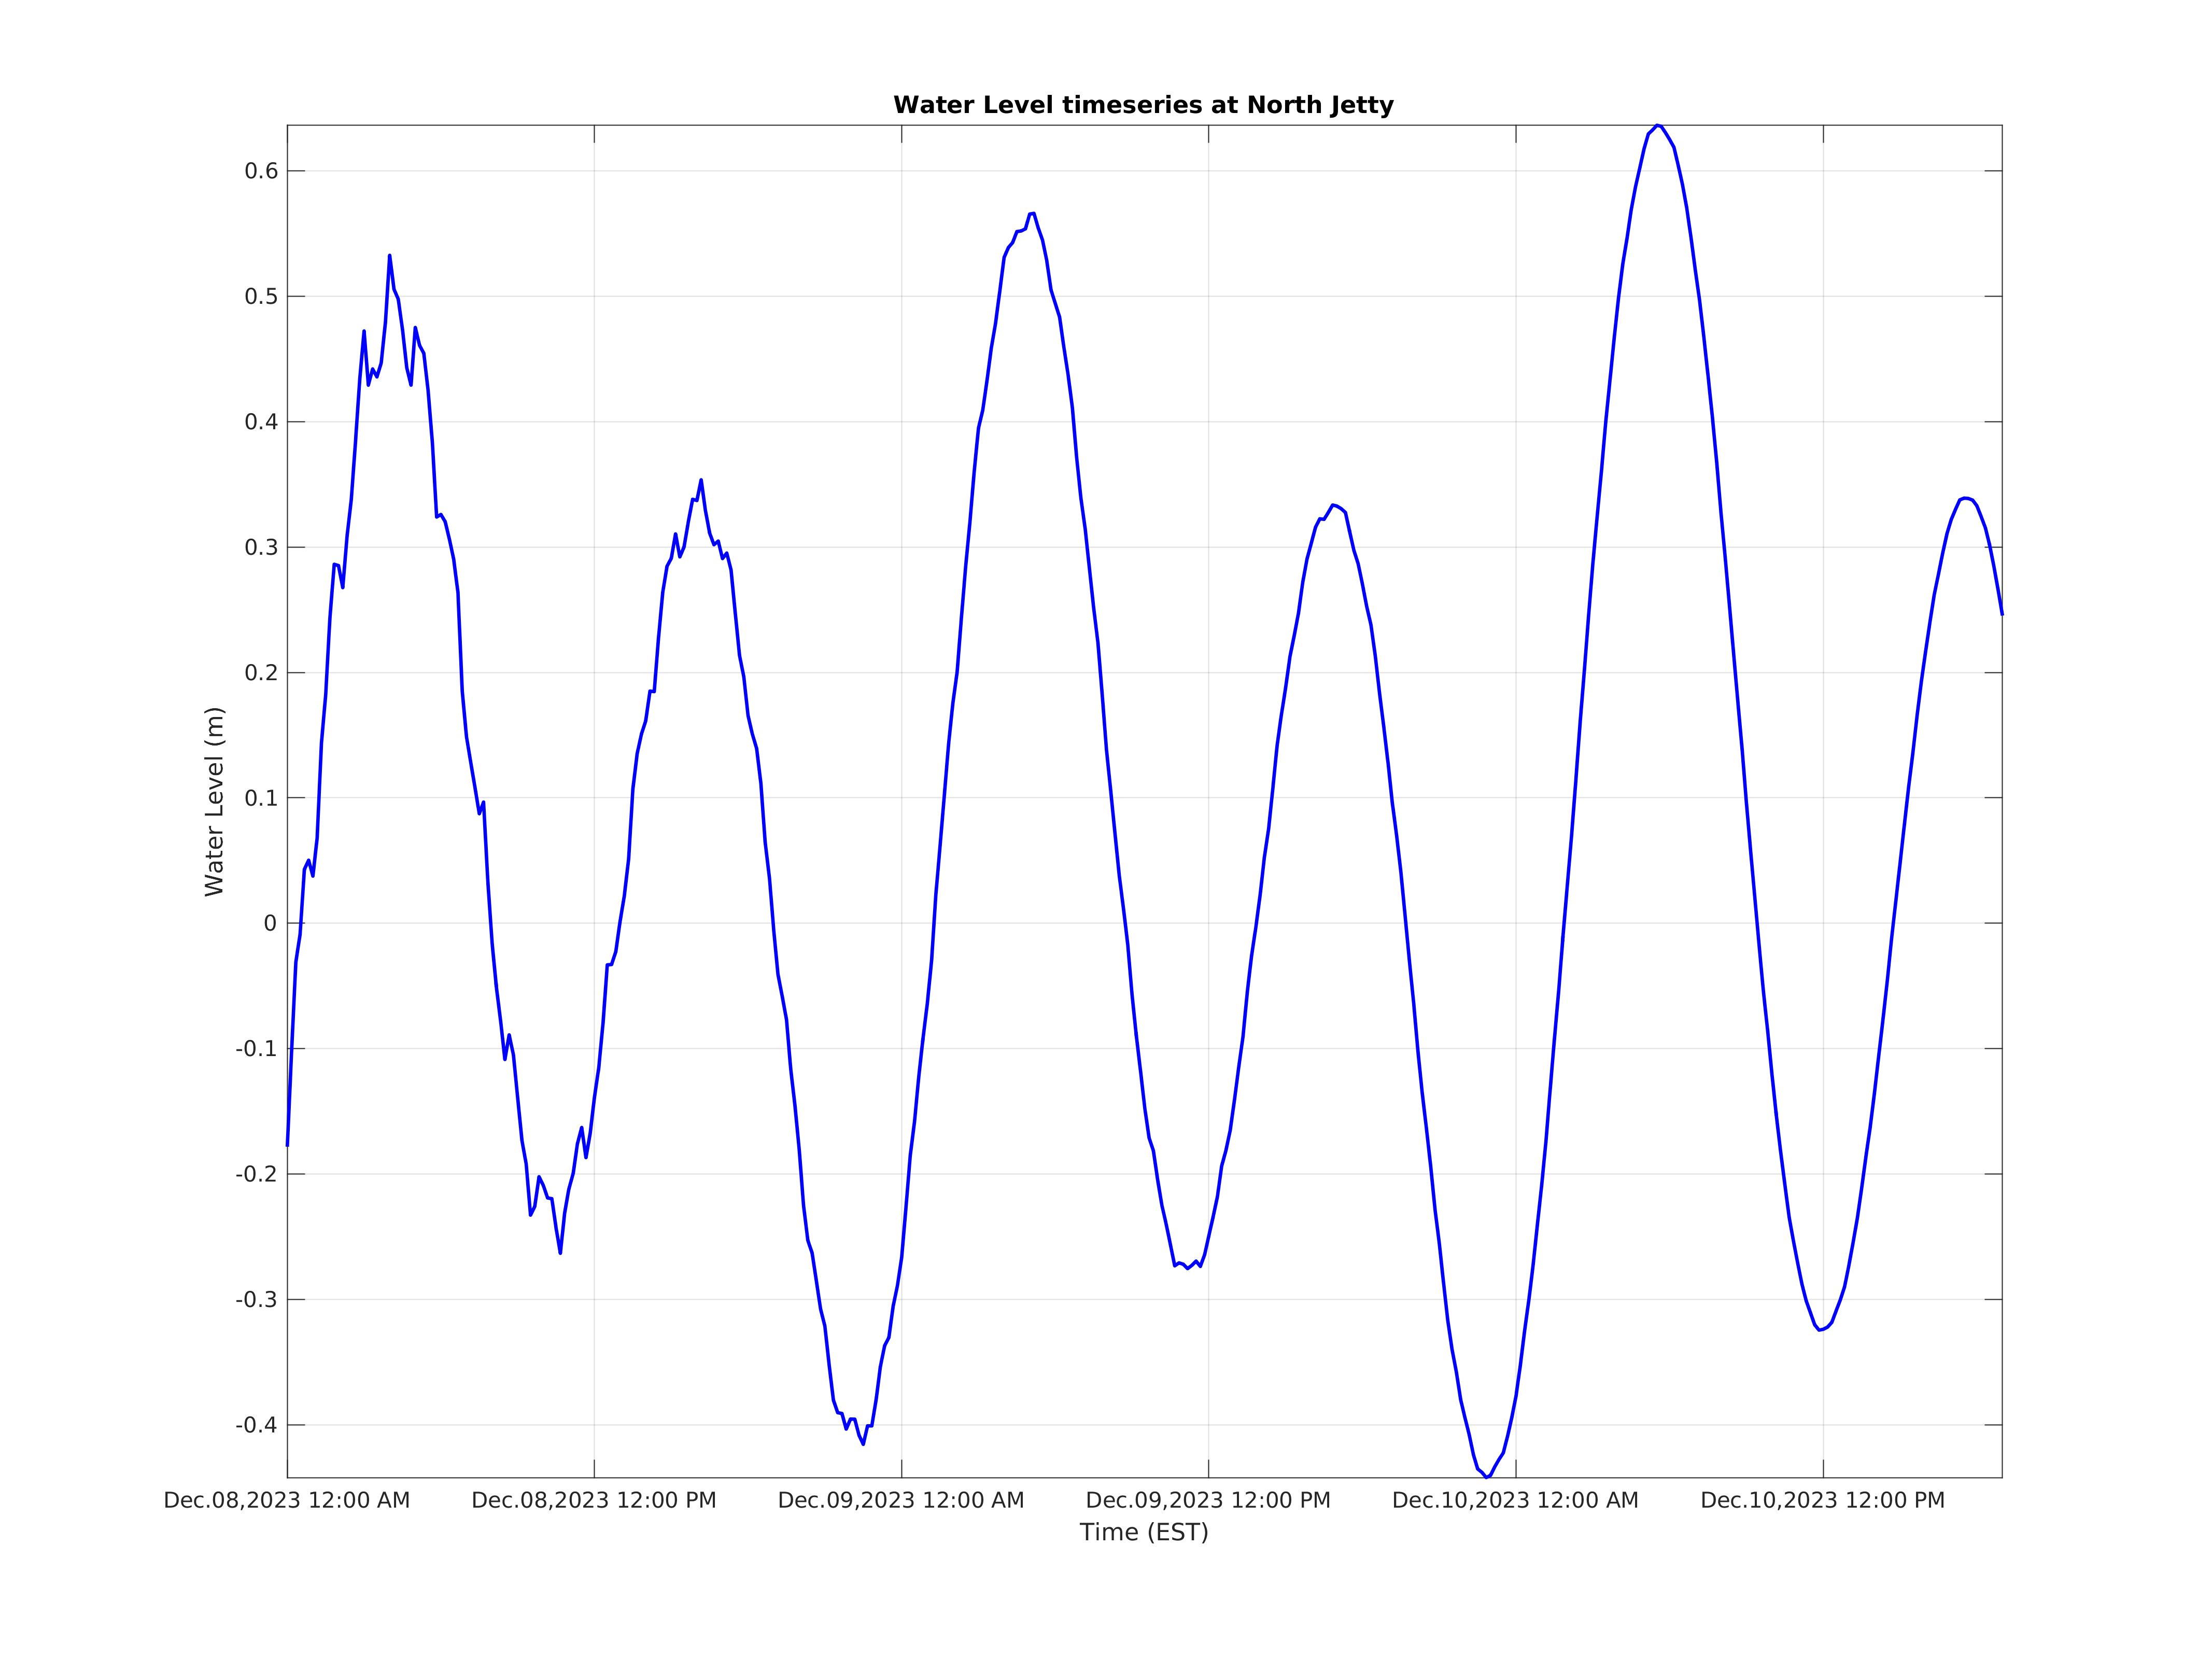 Water Level timeseries at North Jetty
0.6
0.5
0.4
0.3
0.2
0.1
0
-0.1
-0.2
-0.3
-0.4
Water Level (m)
Dec.08,2023 12:00 AM
Dec.08,2023 12:00 PM
Dec.09,2023 12:00 AM
Dec.09,2023 12:00 PM
Dec.10,2023 12:00 AM
Dec.10,2023 12:00 PM
Time (EST)